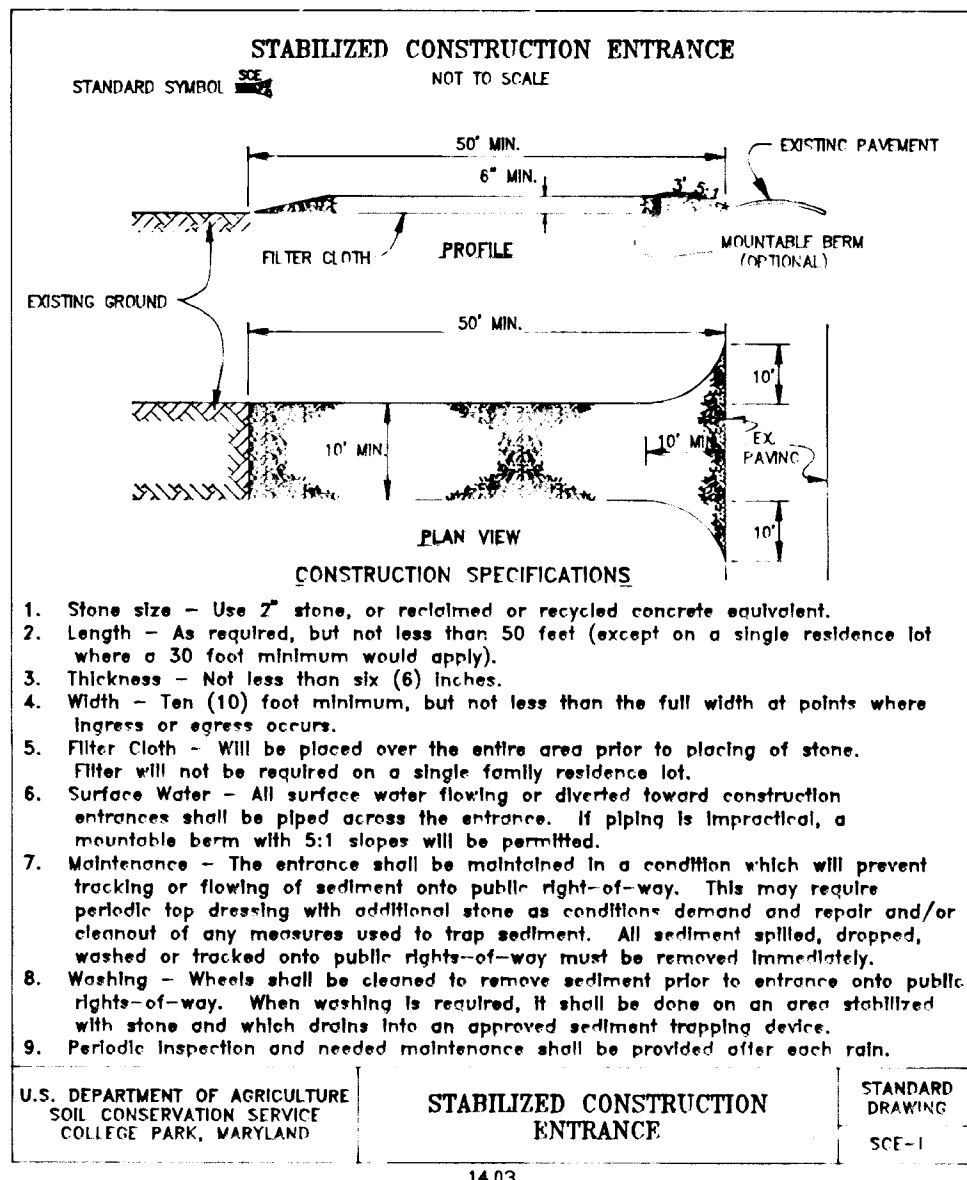 STABILIZED CONSTRUCTION ENTRANCE
NOT TO SCALE
STANDARD SYMBOL SCE
50' MIN.
6" MIN.
EXISTING PAVEMENT
3' 5:1
FILTER CLOTH
PROFILE
MOUNTABLE BERM
(OPTIONAL)
EXISTING GROUND
50' MIN.
10'
10' MIN.
10' MI
EX.
PAVING
10'
PLAN VIEW
CONSTRUCTION SPECIFICATIONS
1. Stone size – Use 2" stone, or reclaimed or recycled concrete equivalent.
2. Length – As required, but not less than 50 feet (except on a single residence lot
where a 30 foot minimum would apply).
3. Thickness – Not less than six (6) inches.
4. Width – Ten (10) foot minimum, but not less than the full width at points where
ingress or egress occurs.
5. Filter Cloth – Will be placed over the entire area prior to placing of stone.
Filter will not be required on a single family residence lot.
6. Surface Water – All surface water flowing or diverted toward construction
entrances shall be piped across the entrance. If piping is impractical, a
mountable berm with 5:1 slopes will be permitted.
7. Maintenance – The entrance shall be maintained in a condition which will prevent
tracking or flowing of sediment onto public right-of-way. This may require
periodic top dressing with additional stone as conditions demand and repair and/or
cleanout of any measures used to trap sediment. All sediment spilled, dropped,
washed or tracked onto public rights-of-way must be removed immediately.
8. Washing – Wheels shall be cleaned to remove sediment prior to entrance onto public
rights-of-way. When washing is required, it shall be done on an area stabilized
with stone and which drains into an approved sediment trapping device.
9. Periodic inspection and needed maintenance shall be provided after each rain.
U.S. DEPARTMENT OF AGRICULTURE
SOIL CONSERVATION SERVICE
COLLEGE PARK, MARYLAND
STABILIZED CONSTRUCTION
ENTRANCE
STANDARD
DRAWING
SCE-1
14.03